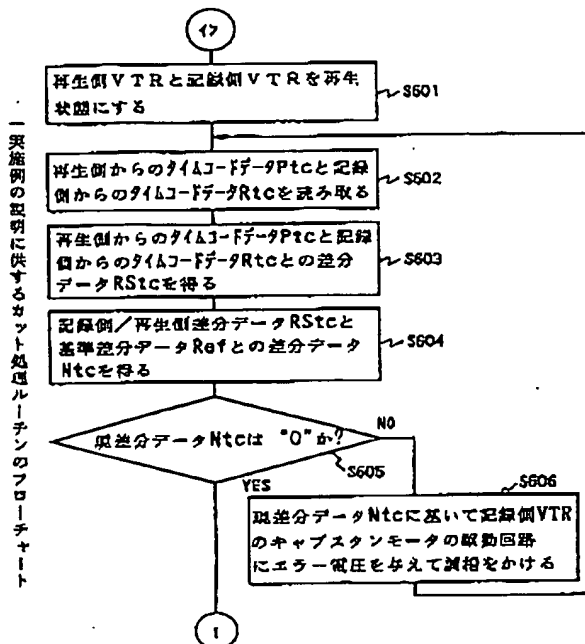 イン
再生側VTRと記録側VTRを再生
状態にする
S601
再生側からのタイムコードデータPtcと記録
側からのタイムコードデータRtcを読み取る
S602
再生側からのタイムコードデータPtcと記録
側からのタイムコードデータRtcとの差分
データRStcを得る
S603
記録側/再生側差分データRStcと
基準差分データRefとの差分データ
Ntcを得る
S604
現差分データNtcは "0"か?
NO
S605
YES
S606
現差分データNtcに基いて記録側VTR
のキャプスタンモータの駆動回路
にエラー電圧を与えて調相をかける
一実施例の説明に供するカット処理ルーチンのフローチャート